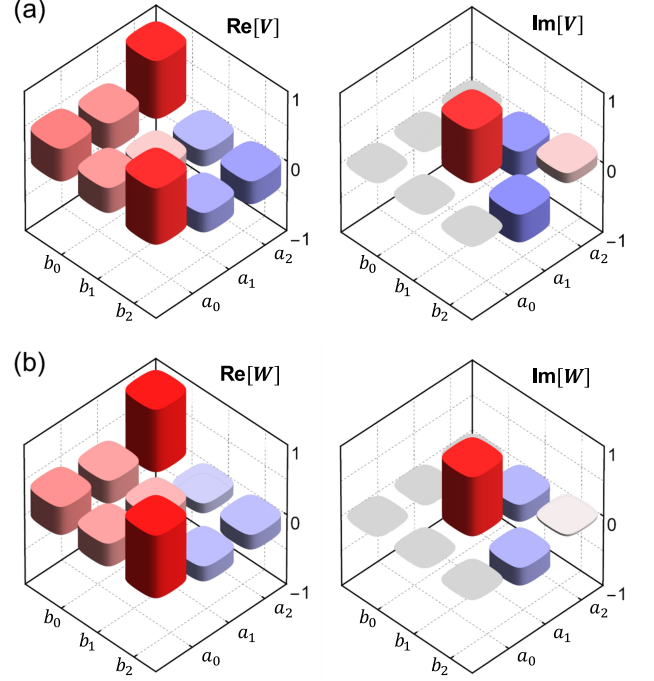 (a)
Re[V]
Im[V]
1
0
−1
b₀
b₁
b₂
a₀
a₁
a₂
1
0
−1
b₀
b₁
b₂
a₀
a₁
a₂
(b)
Re[W]
Im[W]
1
0
−1
b₀
b₁
b₂
a₀
a₁
a₂
1
0
−1
b₀
b₁
b₂
a₀
a₁
a₂